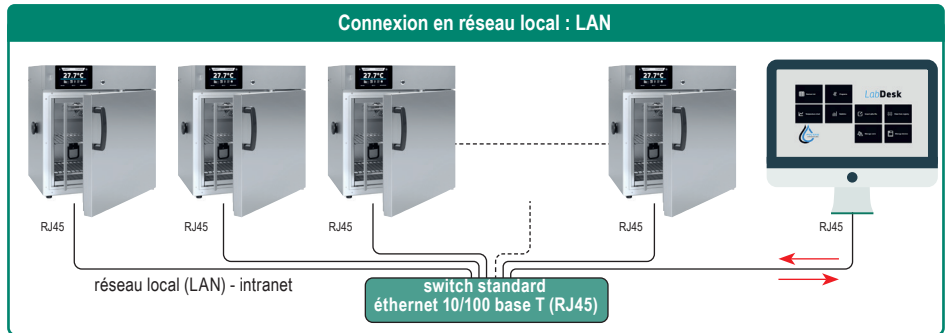 Connexion en réseau local : LAN
27.7°C
27.7°C
27.7°C
27.7°C
LabDesk
RJ45
RJ45
RJ45
RJ45
RJ45
réseau local (LAN) - intranet
switch standard
éthernet 10/100 base T (RJ45)